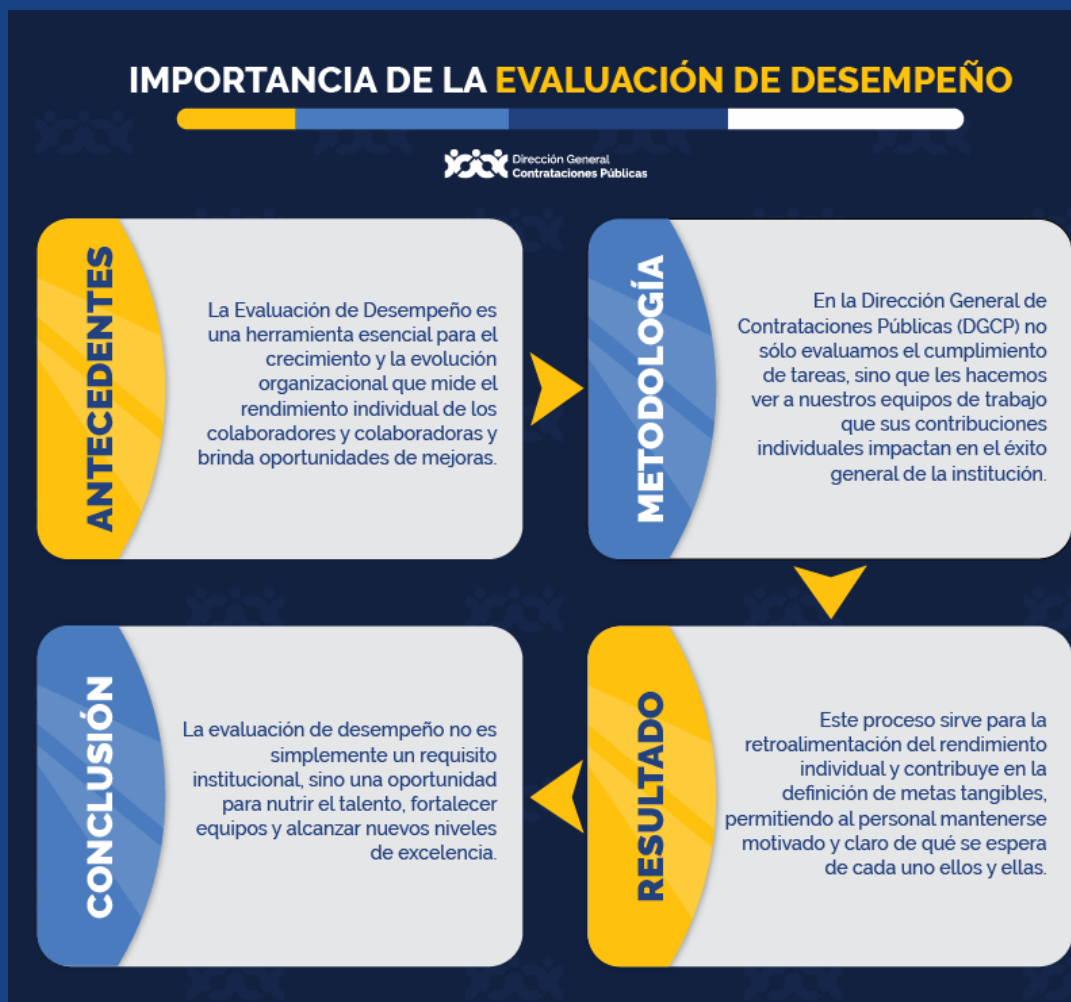 IMPORTANCIA DE LA EVALUACIÓN DE DESEMPEÑO
Dirección General
Contrataciones Públicas
ANTECEDENTES
La Evaluación de Desempeño es
una herramienta esencial para el
crecimiento y la evolución
organizacional que mide el
rendimiento individual de los
colaboradores y colaboradoras y
brinda oportunidades de mejoras.
METODOLOGÍA
En la Dirección General de
Contrataciones Públicas (DGCP) no
sólo evaluamos el cumplimiento
de tareas, sino que les hacemos
ver a nuestros equipos de trabajo
que sus contribuciones
individuales impactan en el éxito
general de la institución.
RESULTADO
Este proceso sirve para la
retroalimentación del rendimiento
individual y contribuye en la
definición de metas tangibles,
permitiendo al personal mantenerse
motivado y claro de qué se espera
de cada uno ellos y ellas.
CONCLUSIÓN
La evaluación de desempeño no es
simplemente un requisito
institucional, sino una oportunidad
para nutrir el talento, fortalecer
equipos y alcanzar nuevos niveles
de excelencia.